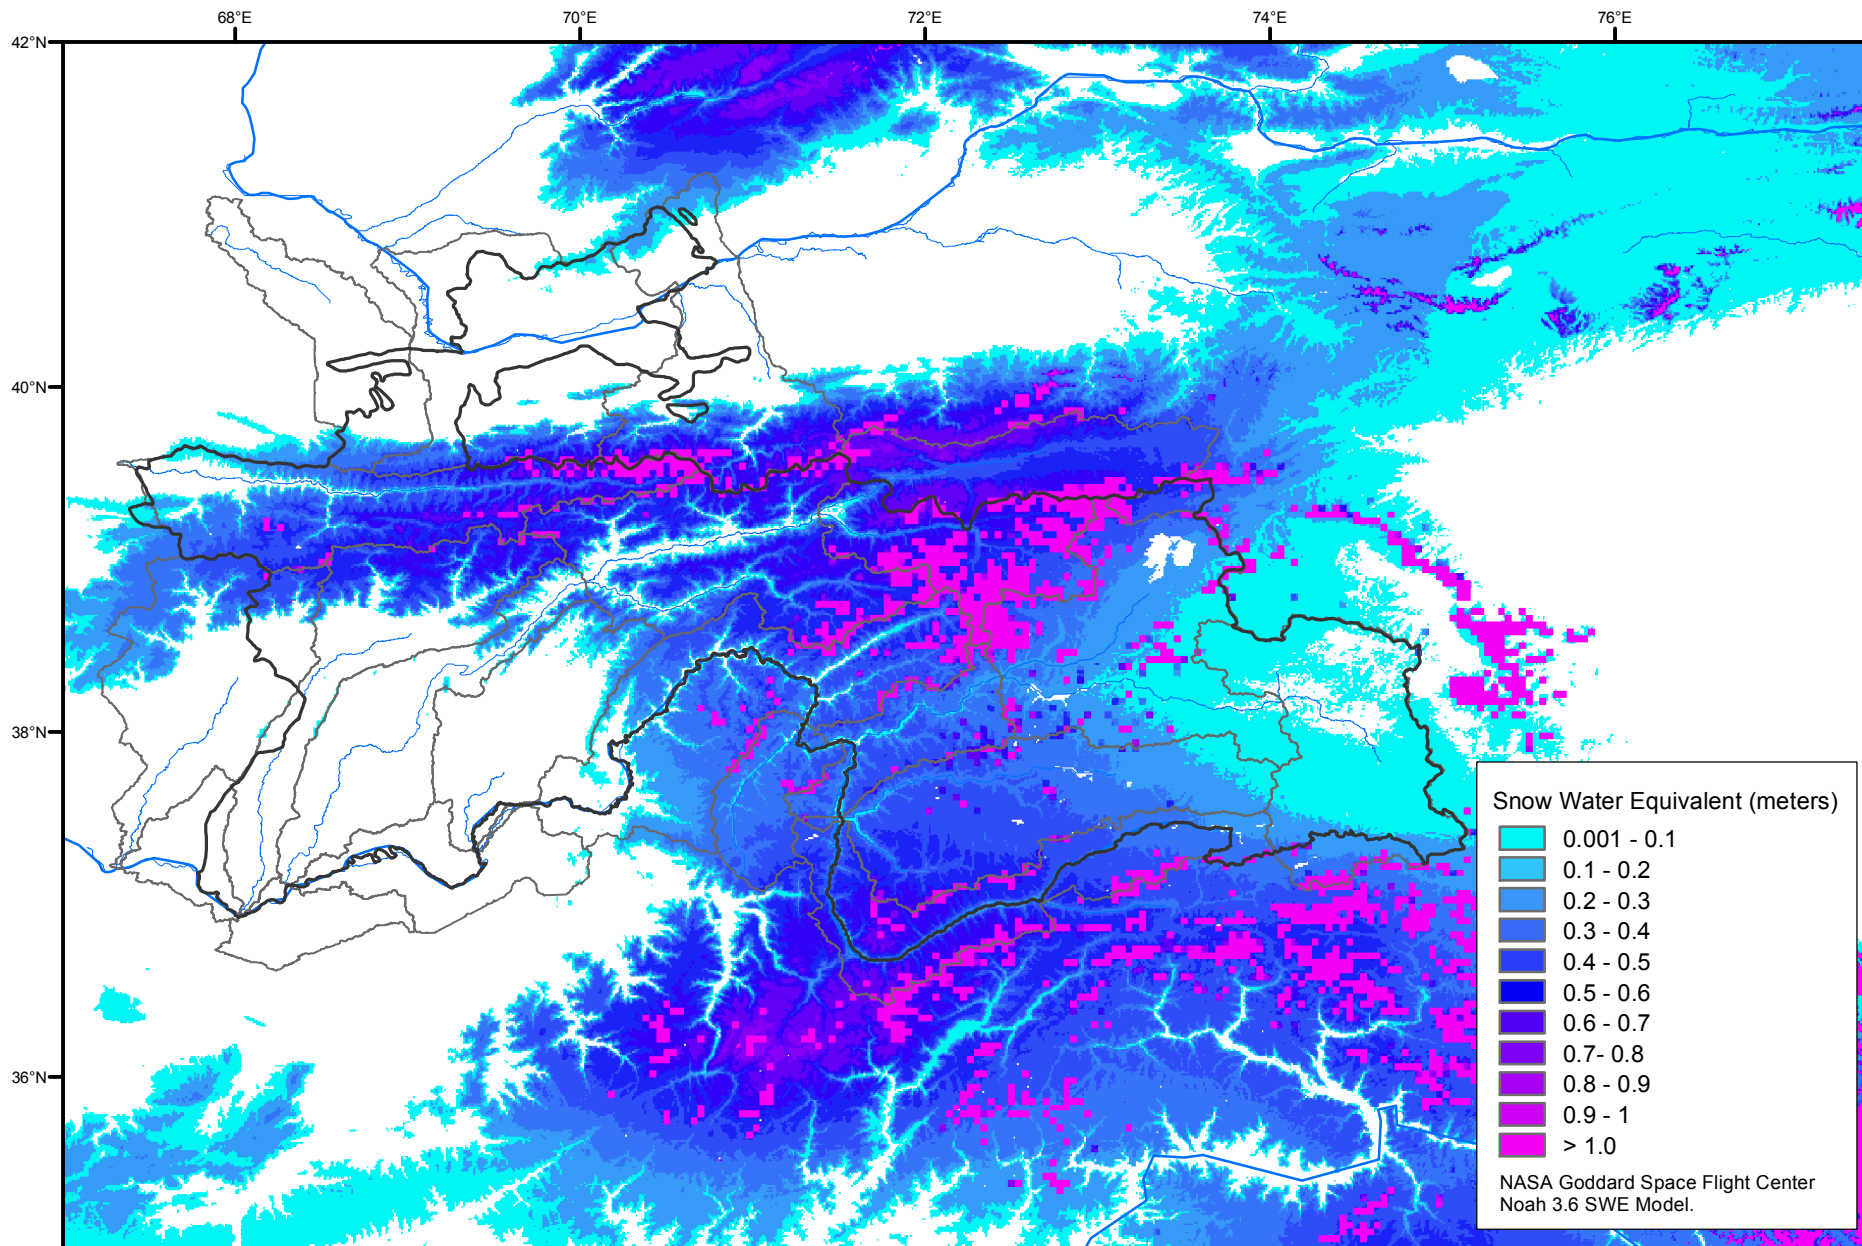 68°E 70°E 72°E 74°E 76°E
42°N
40°N
38°N
36°N
Snow Water Equivalent (meters)
0.001 - 0.1
0.1 - 0.2
0.2 - 0.3
0.3 - 0.4
0.4 - 0.5
0.5 - 0.6
0.6 - 0.7
0.7- 0.8
0.8 - 0.9
0.9 - 1
> 1.0
NASA Goddard Space Flight Center
Noah 3.6 SWE Model.